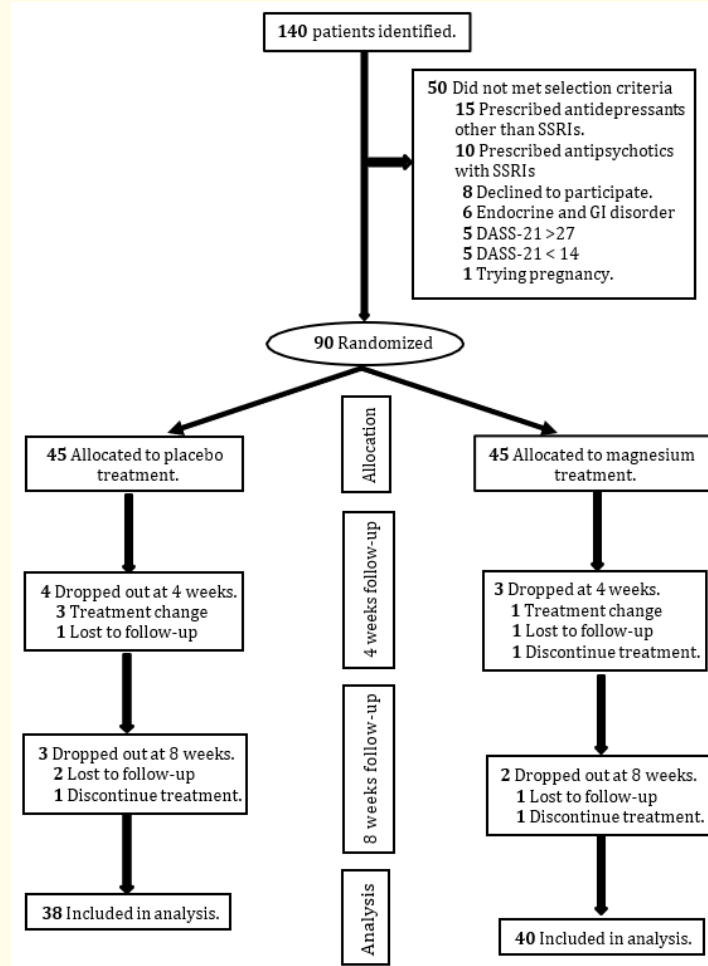 140 patients identified.
50 Did not met selection criteria
15 Prescribed antidepressants
other than SSRIs.
10 Prescribed antipsychotics
with SSRIs
8 Declined to participate.
6 Endocrine and GI disorder
5 DASS-21 >27
5 DASS-21 < 14
1 Trying pregnancy.
90 Randomized
Allocation
45 Allocated to placebo
treatment.
45 Allocated to magnesium
treatment.
4 weeks follow-up
4 Dropped out at 4 weeks.
3 Treatment change
1 Lost to follow-up
3 Dropped at 4 weeks.
1 Treatment change
1 Lost to follow-up
1 Discontinue treatment.
8 weeks follow-up
3 Dropped out at 8 weeks.
2 Lost to follow-up
1 Discontinue treatment.
2 Dropped out at 8 weeks.
1 Lost to follow-up
1 Discontinue treatment.
Analysis
38 Included in analysis.
40 Included in analysis.